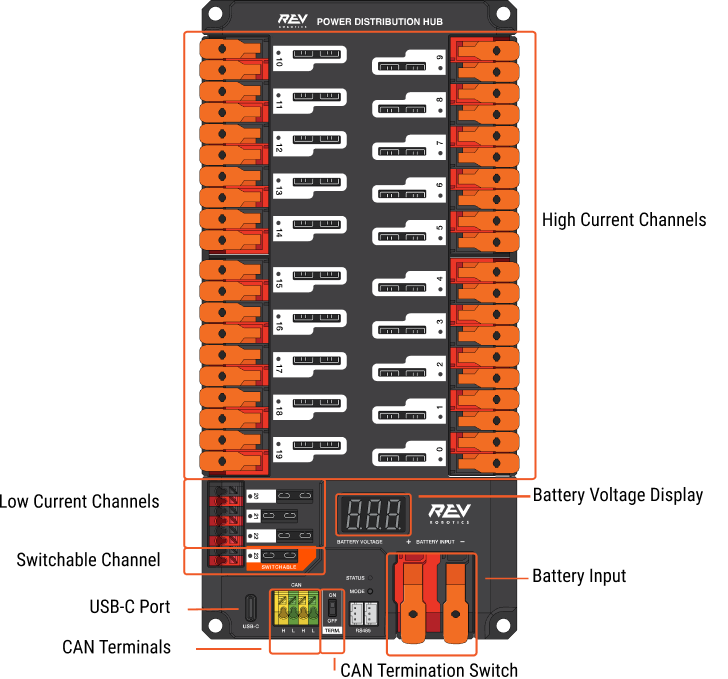 REV ROBOTICS POWER DISTRIBUTION HUB
10 9
11 8
12 7
13 6
14 5
High Current Channels
15 4
16 3
17 2
18 1
19 0
Low Current Channels
20
21
22
Battery Voltage Display
REV
ROBOTICS
BATTERY VOLTAGE + BATTERY INPUT −
Switchable Channel
23
SWITCHABLE
Battery Input
STATUS
MODE
CAN
ON
OFF
USB-C Port
USB-C
H L H L
TERM.
RS485
CAN Terminals
CAN Termination Switch